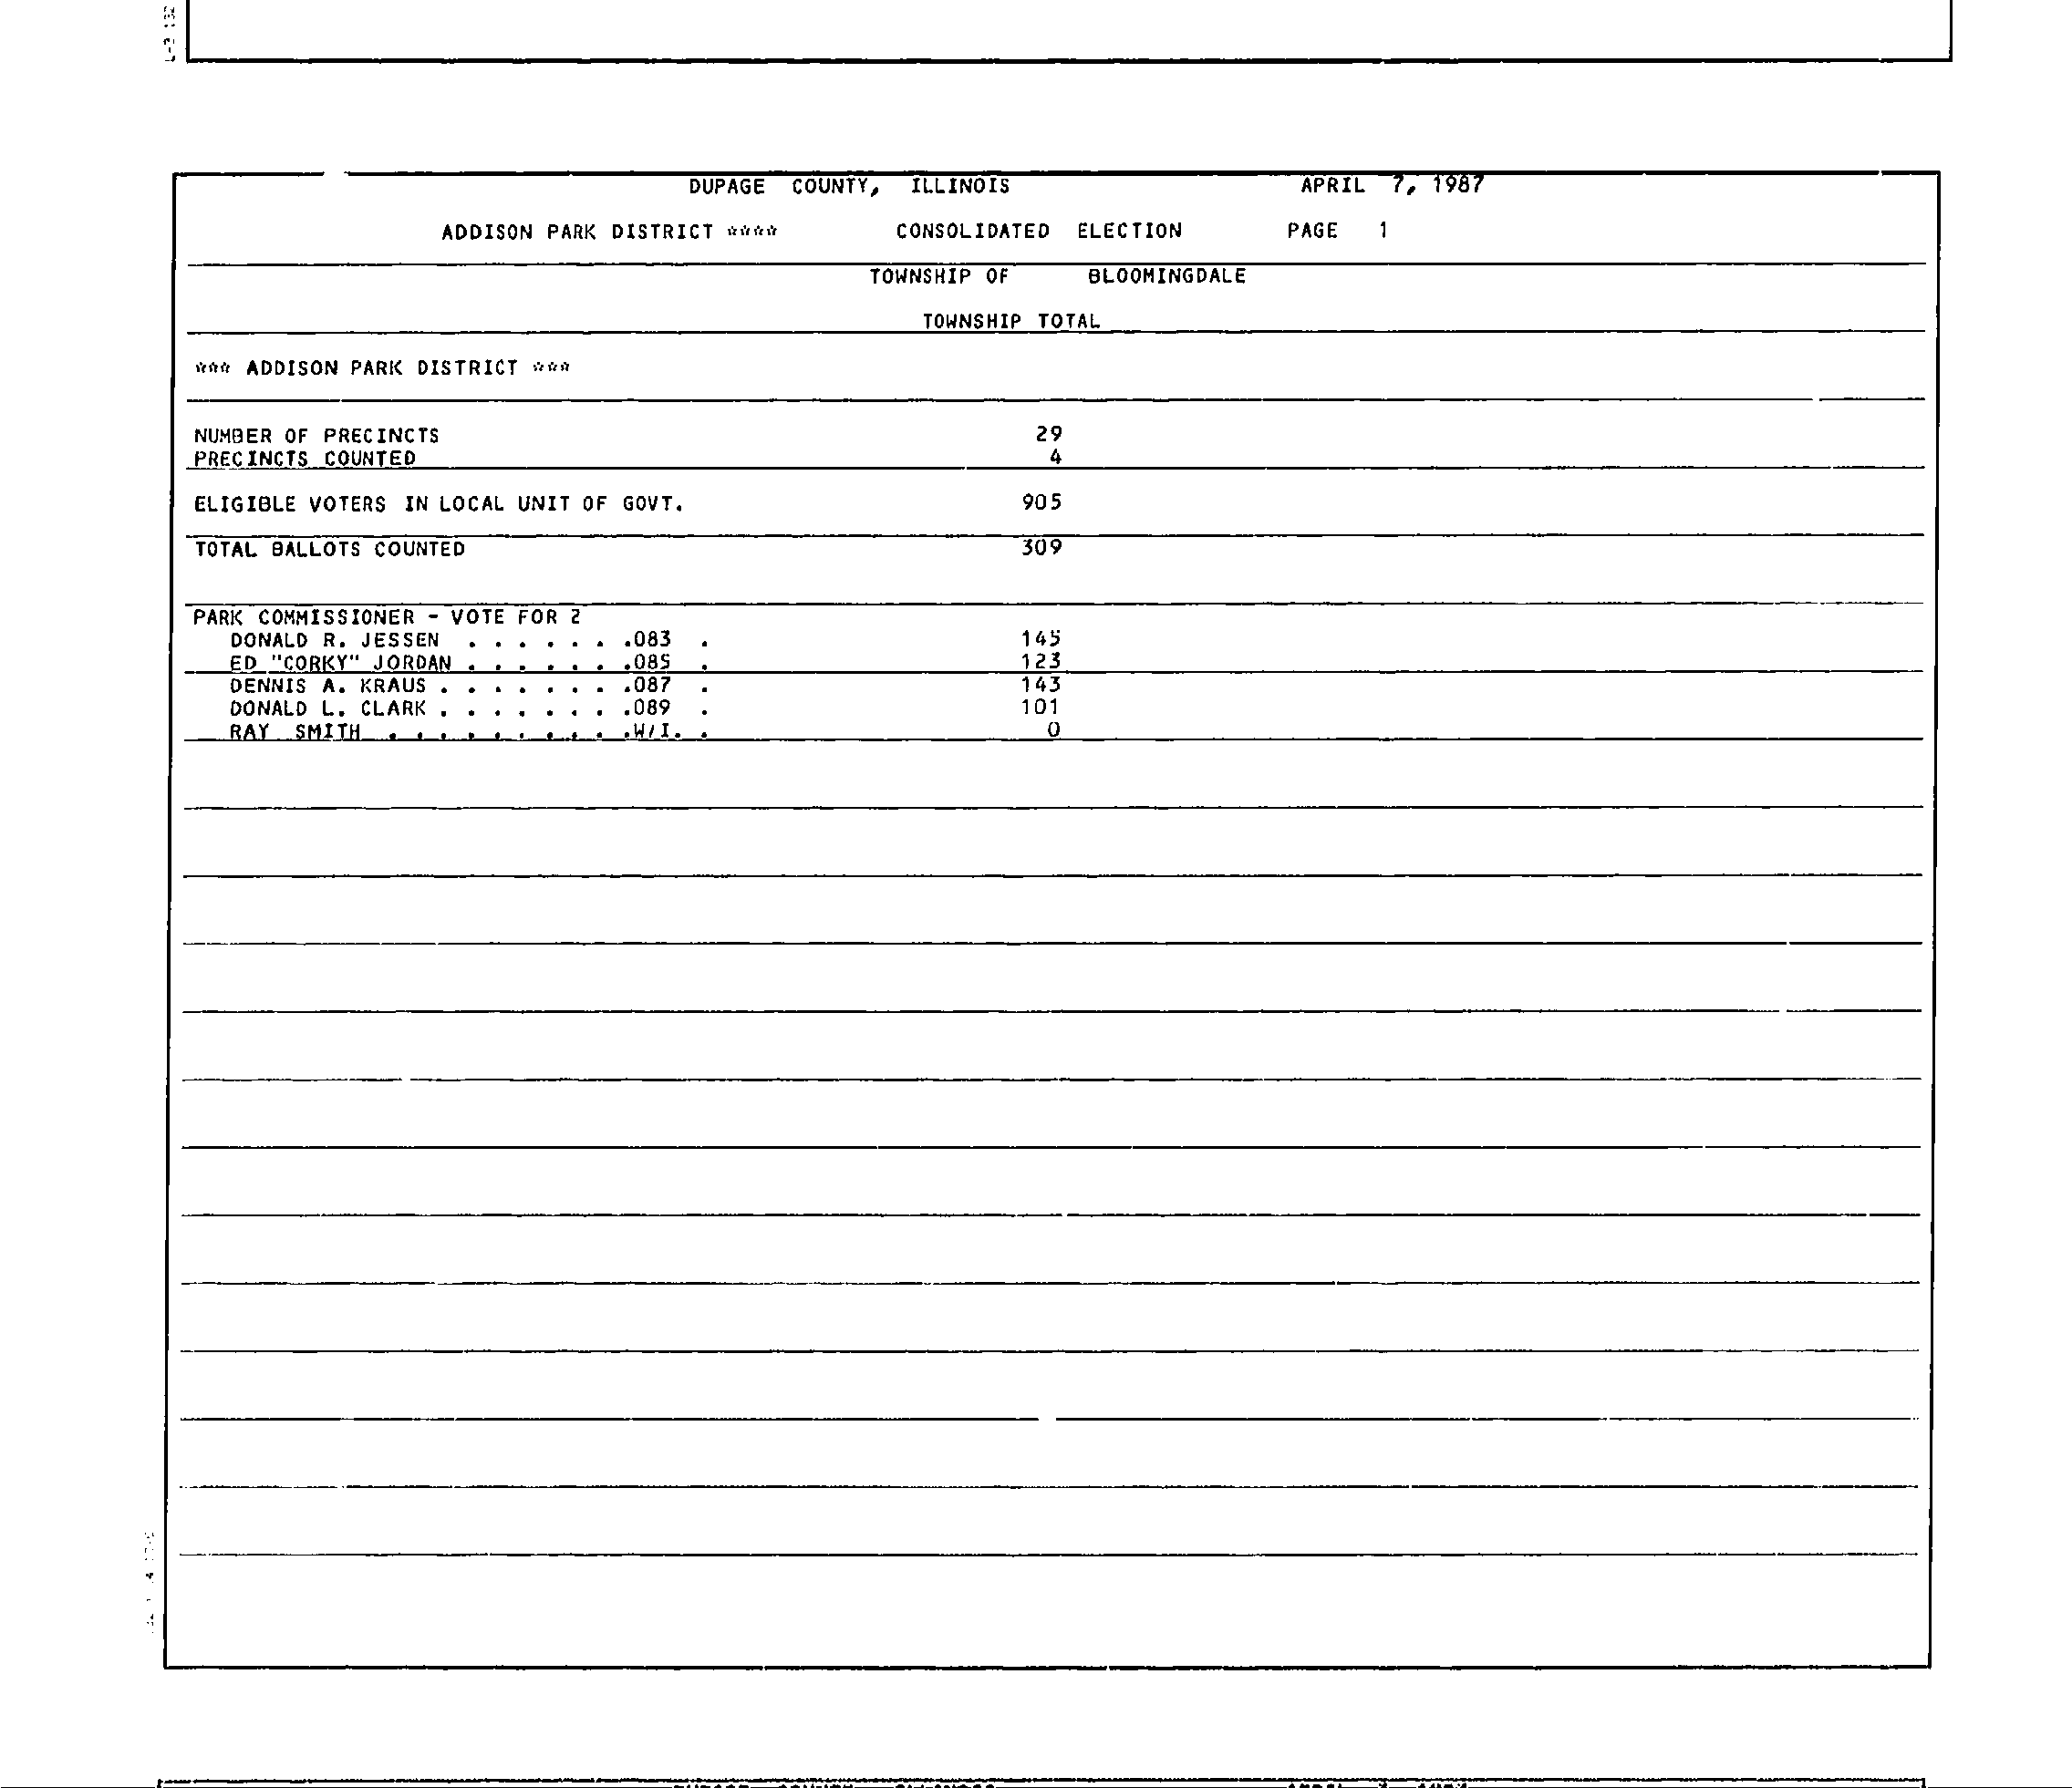 DUPAGE COUNTY, ILLINOIS APRIL 7, 1987
ADDISON PARK DISTRICT **** CONSOLIDATED ELECTION PAGE 1
TOWNSHIP OF BLOOMINGDALE
TOWNSHIP TOTAL
*** ADDISON PARK DISTRICT ***
NUMBER OF PRECINCTS 29
PRECINCTS COUNTED 4
ELIGIBLE VOTERS IN LOCAL UNIT OF GOVT. 905
TOTAL BALLOTS COUNTED 309
PARK COMMISSIONER - VOTE FOR 2
DONALD R. JESSEN . . . . . . .083 . 145
ED "CORKY" JORDAN . . . . . . .085 . 123
DENNIS A. KRAUS . . . . . . . .087 . 143
DONALD L. CLARK . . . . . . . .089 . 101
RAY SMITH . . . . . . . . . .W/I. . 0